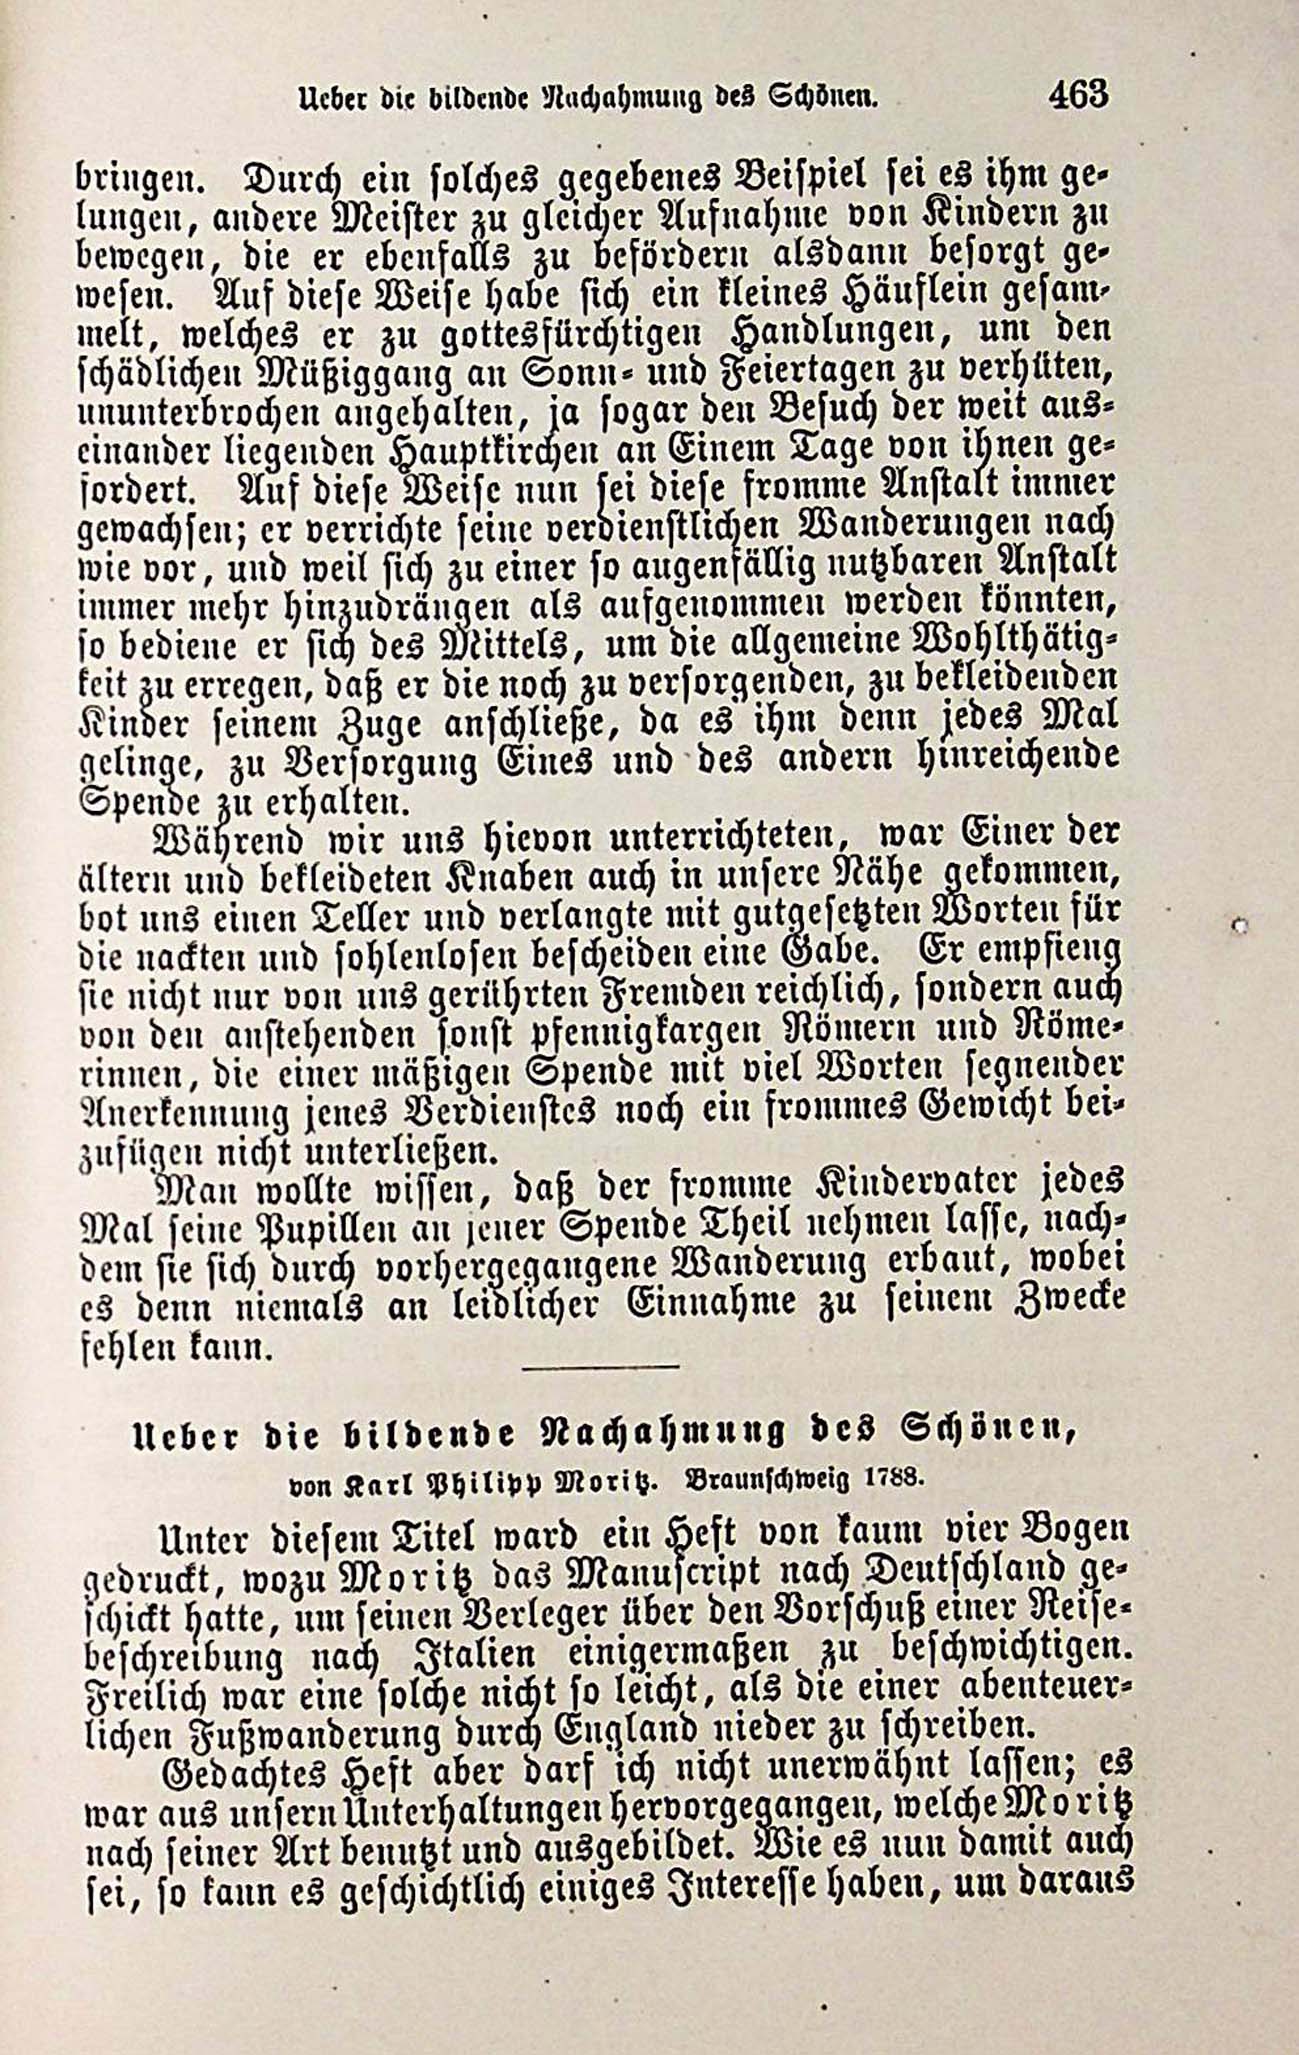 Ueber die bildende Nachahmung des Schönen. 463
bringen. Durch ein solches gegebenes Beispiel sei es ihm ge-
lungen, andere Meister zu gleicher Aufnahme von Kindern zu
bewegen, die er ebenfalls zu befördern alsdann besorgt ge-
wesen. Auf diese Weise habe sich ein kleines Häuflein gesam-
melt, welches er zu gottesfürchtigen Handlungen, um den
schädlichen Müßiggang an Sonn- und Feiertagen zu verhüten,
ununterbrochen angehalten, ja sogar den Besuch der weit aus-
einander liegenden Hauptkirchen an Einem Tage von ihnen ge-
fordert. Auf diese Weise nun sei diese fromme Anstalt immer
gewachsen; er verrichte seine verdienstlichen Wanderungen nach
wie vor, und weil sich zu einer so augenfällig nutzbaren Anstalt
immer mehr hinzudrängen als aufgenommen werden könnten,
so bediene er sich des Mittels, um die allgemeine Wohlthätig-
keit zu erregen, daß er die noch zu versorgenden, zu bekleidenden
Kinder seinem Zuge anschließe, da es ihm denn jedes Mal
gelinge, zu Versorgung Eines und des andern hinreichende
Spende zu erhalten.
Während wir uns hievon unterrichteten, war Einer der
ältern und bekleideten Knaben auch in unsere Nähe gekommen,
bot uns einen Teller und verlangte mit gutgesetzten Worten für
die nackten und sohlenlosen bescheiden eine Gabe. Er empfieng
sie nicht nur von uns gerührten Fremden reichlich, sondern auch
von den anstehenden sonst pfennigkargen Römern und Röme-
rinnen, die einer mäßigen Spende mit viel Worten segnender
Anerkennung jenes Verdienstes noch ein frommes Gewicht bei-
zufügen nicht unterließen.
Man wollte wissen, daß der fromme Kindervater jedes
Mal seine Pupillen an jener Spende Theil nehmen lasse, nach-
dem sie sich durch vorhergegangene Wanderung erbaut, wobei
es denn niemals an leidlicher Einnahme zu seinem Zwecke
fehlen kann.
Ueber die bildende Nachahmung des Schönen,
von Karl Philipp Moritz. Braunschweig 1788.
Unter diesem Titel ward ein Heft von kaum vier Bogen
gedruckt, wozu Moritz das Manuscript nach Deutschland ge-
schickt hatte, um seinen Verleger über den Vorschuß einer Reise-
beschreibung nach Italien einigermaßen zu beschwichtigen.
Freilich war eine solche nicht so leicht, als die einer abenteuer-
lichen Fußwanderung durch England nieder zu schreiben.
Gedachtes Heft aber darf ich nicht unerwähnt lassen; es
war aus unsern Unterhaltungen hervorgegangen, welche Moritz
nach seiner Art benutzt und ausgebildet. Wie es nun damit auch
sei, so kann es geschichtlich einiges Interesse haben, um daraus